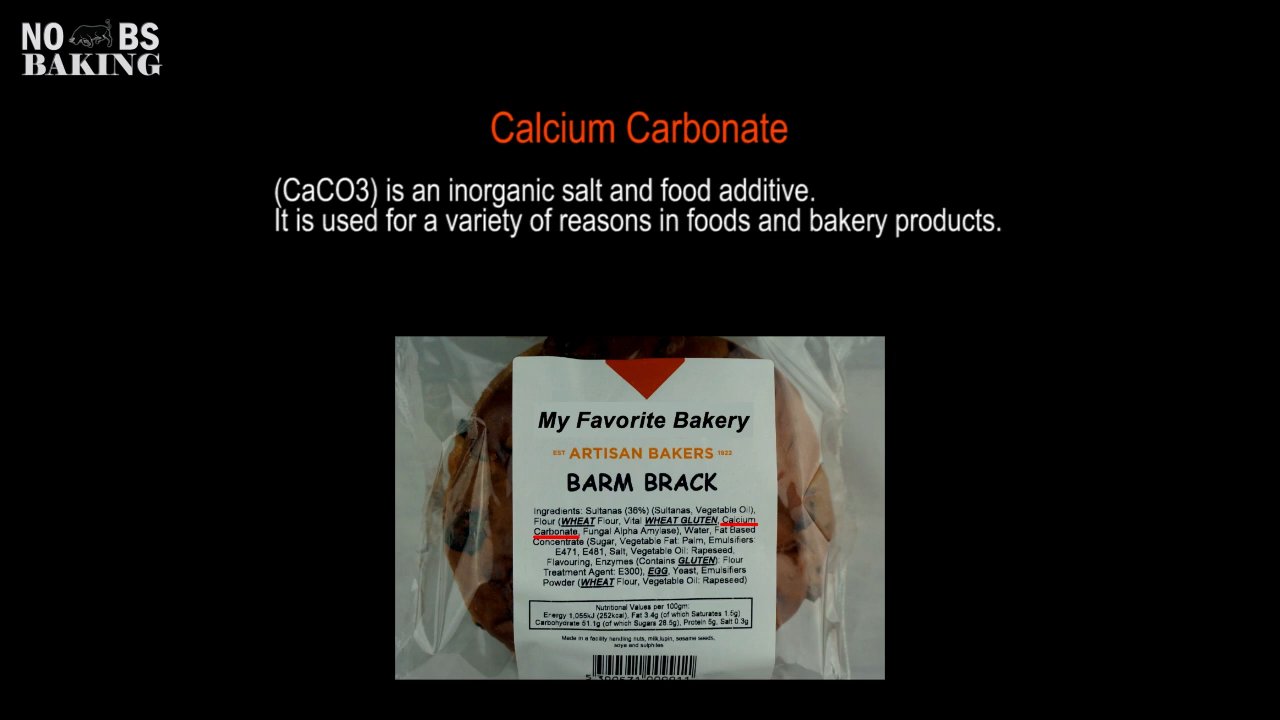 NO BS
BAKING
Calcium Carbonate
(CaCO3) is an inorganic salt and food additive.
It is used for a variety of reasons in foods and bakery products.
My Favorite Bakery
EST ARTISAN BAKERS 1922
BARM BRACK
Ingredients: Sultanas (36%) (Sultanas, Vegetable Oil),
Flour (WHEAT Flour, Vital WHEAT GLUTEN, Calcium
Carbonate, Fungal Alpha Amylase), Water, Fat Based
Concentrate (Sugar, Vegetable Fat: Palm, Emulsifiers:
E471, E481, Salt, Vegetable Oil: Rapeseed,
Flavouring, Enzymes (Contains GLUTEN): Flour
Treatment Agent: E300), EGG, Yeast, Emulsifiers
Powder (WHEAT Flour, Vegetable Oil: Rapeseed)
Nutritional Values per 100gm:
Energy 1,055kJ (252kcal), Fat 3.4g (of which Saturates 1.5g)
Carbohydrate 51.1g (of which Sugars 28.5g), Protein 5g, Salt 0.3g
Made in a facility handling nuts, milk,lupin, sesame seeds,
soya and sulphites